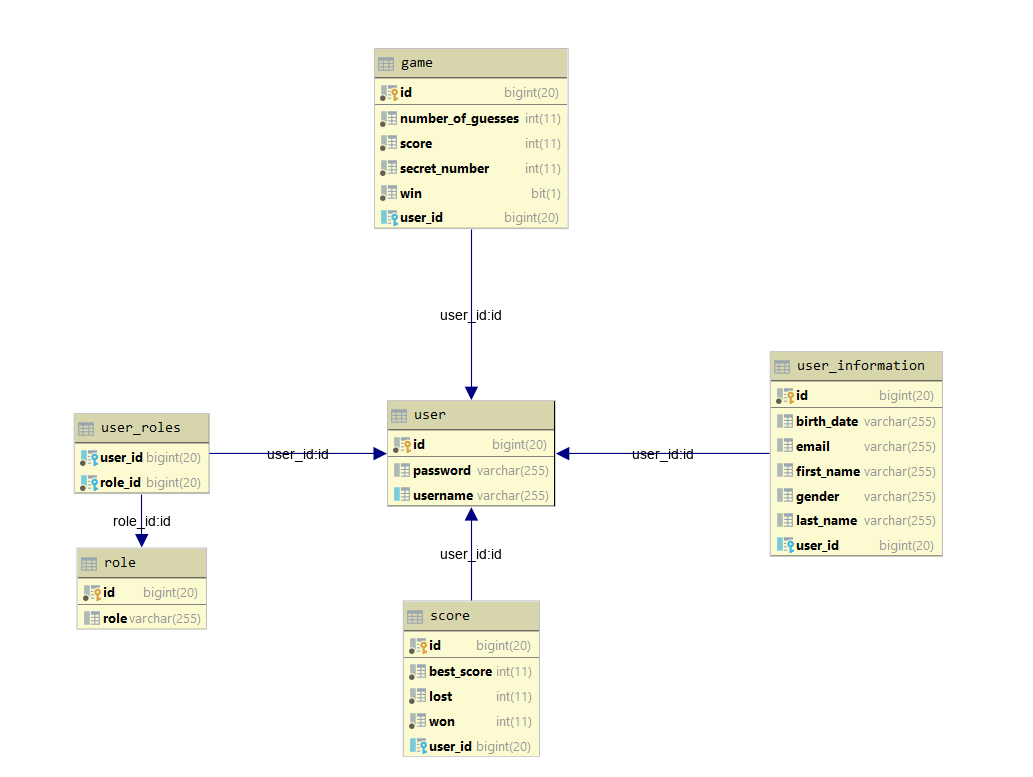 game
id bigint(20)
number_of_guesses int(11)
score int(11)
secret_number int(11)
win bit(1)
user_id bigint(20)
user_id:id
user_information
id bigint(20)
birth_date varchar(255)
email varchar(255)
first_name varchar(255)
gender varchar(255)
last_name varchar(255)
user_id bigint(20)
user
id bigint(20)
password varchar(255)
username varchar(255)
user_roles
user_id bigint(20)
role_id bigint(20)
user_id:id
user_id:id
role_id:id
role
id bigint(20)
role varchar(255)
user_id:id
score
id bigint(20)
best_score int(11)
lost int(11)
won int(11)
user_id bigint(20)